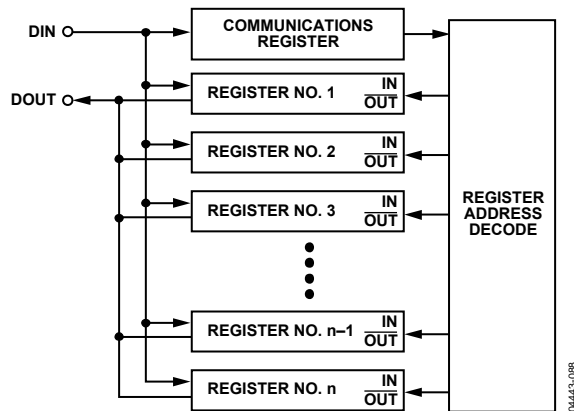 DIN
COMMUNICATIONS
REGISTER
DOUT
REGISTER NO. 1
IN
OUT
REGISTER NO. 2
IN
OUT
REGISTER NO. 3
IN
OUT
REGISTER
ADDRESS
DECODE
REGISTER NO. n–1
IN
OUT
REGISTER NO. n
IN
OUT
04443-088